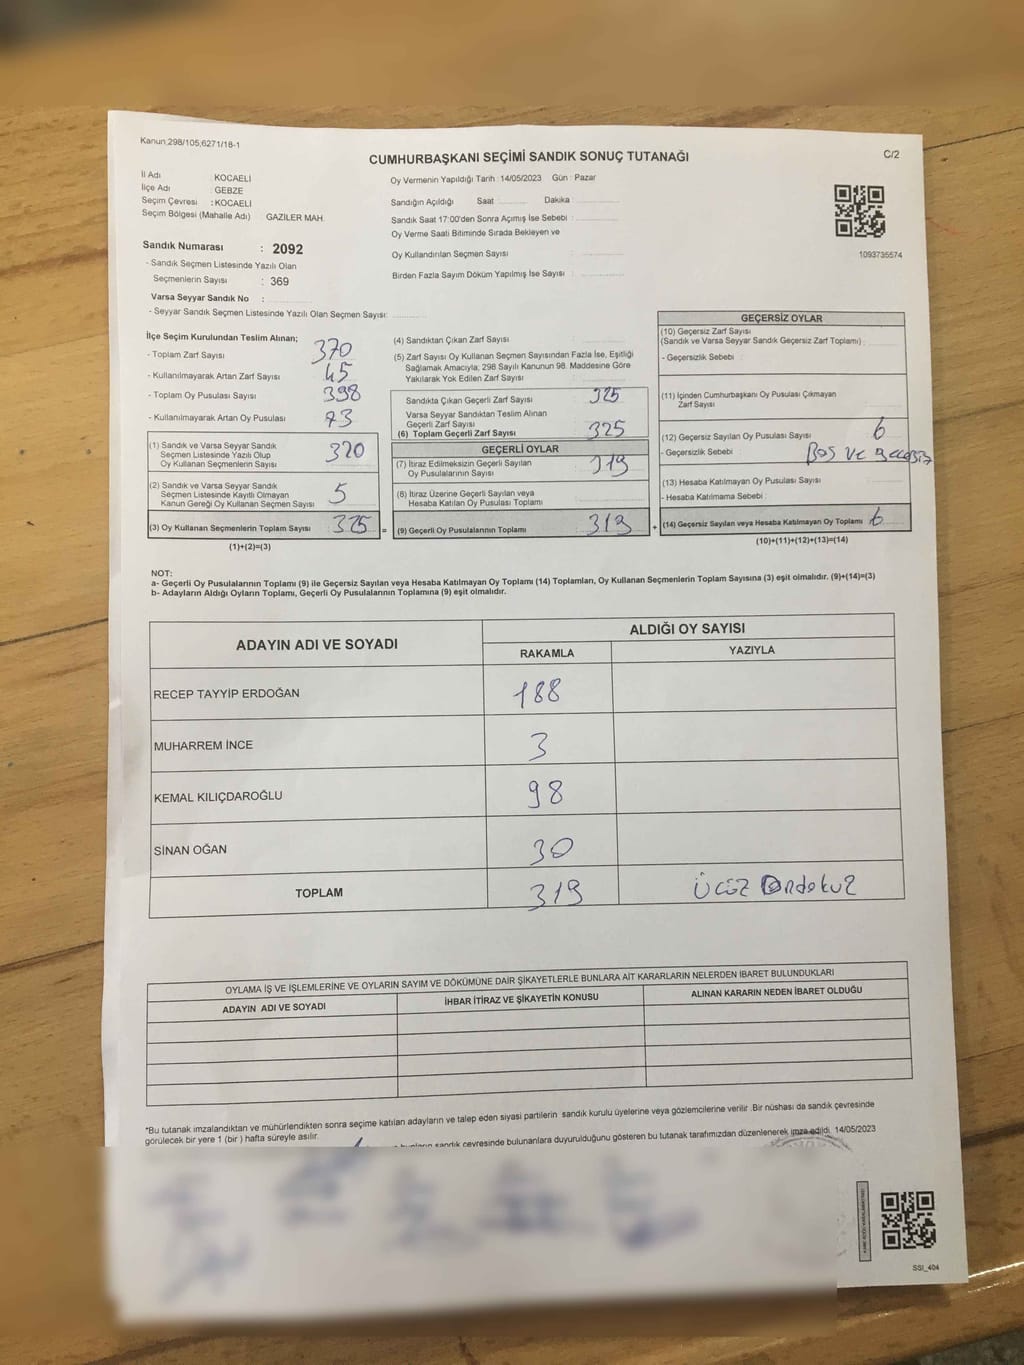 Kanun,298/105,6271/18-1
CUMHURBAŞKANI SEÇİMİ SANDIK SONUÇ TUTANAĞI
C/2
İl Adı : KOCAELİ
İlçe Adı : GEBZE
Seçim Çevresi : KOCAELİ
Seçim Bölgesi (Mahalle Adı) GAZİLER MAH.
Sandık Numarası : 2092
- Sandık Seçmen Listesinde Yazılı Olan
Seçmenlerin Sayısı : 369
Varsa Seyyar Sandık No :
- Seyyar Sandık Seçmen Listesinde Yazılı Olan Seçmen Sayısı:
Oy Vermenin Yapıldığı Tarih : 14/05/2023 Gün : Pazar
Sandığın Açıldığı Saat Dakika
Sandık Saat 17:00'den Sonra Açımış İse Sebebi :
Oy Verme Saati Bitiminde Sırada Bekleyen ve
Oy Kullandırılan Seçmen Sayısı :
Birden Fazla Sayım Döküm Yapılmış İse Sayısı :
1093735574
İlçe Seçim Kurulundan Teslim Alınan;
- Toplam Zarf Sayısı 370
- Kullanılmayarak Artan Zarf Sayısı 45
- Toplam Oy Pusulası Sayısı 398
- Kullanılmayarak Artan Oy Pusulası 73
(1) Sandık ve Varsa Seyyar Sandık
Seçmen Listesinde Yazılı Olup
Oy Kullanan Seçmenlerin Sayısı 320
(2) Sandık ve Varsa Seyyar Sandık
Seçmen Listesinde Kayıtlı Olmayan
Kanun Gereği Oy Kullanan Seçmen Sayısı 5
(3) Oy Kullanan Seçmenlerin Toplam Sayısı 325 =
(1)+(2)=(3)
(4) Sandıktan Çıkan Zarf Sayısı :
(5) Zarf Sayısı Oy Kullanan Seçmen Sayısından Fazla İse, Eşitliği
Sağlamak Amacıyla; 298 Sayılı Kanunun 98. Maddesine Göre
Yakılarak Yok Edilen Zarf Sayısı :
Sandıkta Çıkan Geçerli Zarf Sayısı 325
Varsa Seyyar Sandıktan Teslim Alınan
Geçerli Zarf Sayısı
(6) Toplam Geçerli Zarf Sayısı 325
GEÇERLİ OYLAR
(7) İtiraz Edilmeksizin Geçerli Sayılan
Oy Pusulalarının Sayısı 319
(8) İtiraz Üzerine Geçerli Sayılan veya
Hesaba Katılan Oy Pusulası Toplamı
(9) Geçerli Oy Pusulalarının Toplamı 319 +
GEÇERSİZ OYLAR
(10) Geçersiz Zarf Sayısı
(Sandık ve Varsa Seyyar Sandık Geçersiz Zarf Toplamı) :
- Geçersizlik Sebebi :
(11) İçinden Cumhurbaşkanı Oy Pusulası Çıkmayan
Zarf Sayısı
(12) Geçersiz Sayılan Oy Pusulası Sayısı 6
- Geçersizlik Sebebi : Boş ve geçersiz
(13) Hesaba Katılmayan Oy Pusulası Sayısı
- Hesaba Katılmama Sebebi :
(14) Geçersiz Sayılan veya Hesaba Katılmayan Oy Toplamı 6
(10)+(11)+(12)+(13)=(14)
NOT:
a- Geçerli Oy Pusulalarının Toplamı (9) ile Geçersiz Sayılan veya Hesaba Katılmayan Oy Toplamı (14) Toplamları, Oy Kullanan Seçmenlerin Toplam Sayısına (3) eşit olmalıdır. (9)+(14)=(3)
b- Adayların Aldığı Oyların Toplamı, Geçerli Oy Pusulalarının Toplamına (9) eşit olmalıdır.
ADAYIN ADI VE SOYADI ALDIĞI OY SAYISI
RAKAMLA YAZIYLA
RECEP TAYYİP ERDOĞAN 188
MUHARREM İNCE 3
KEMAL KILIÇDAROĞLU 98
SİNAN OĞAN 30
TOPLAM 319 ÜÇÜZ Ondokuz
OYLAMA İŞ VE İŞLEMLERİNE VE OYLARIN SAYIM VE DÖKÜMÜNE DAİR ŞİKAYETLERLE BUNLARA AİT KARARLARIN NELERDEN İBARET BULUNDUKLARI
ADAYIN ADI VE SOYADI İHBAR İTİRAZ VE ŞİKAYETİN KONUSU ALINAN KARARIN NEDEN İBARET OLDUĞU
*Bu tutanak imzalandıktan ve mühürlendikten sonra seçime katılan adayların ve talep eden siyasi partilerin sandık kurulu üyelerine veya gözlemcilerine verilir. Bir nüshası da sandık çevresinde
görülecek bir yere 1 (bir ) hafta süreyle asılır.
sandık çevresinde bulunanlara duyurulduğunu gösteren bu tutanak tarafımızdan düzenlenerek imza edildi. 14/05/2023
SSI_404